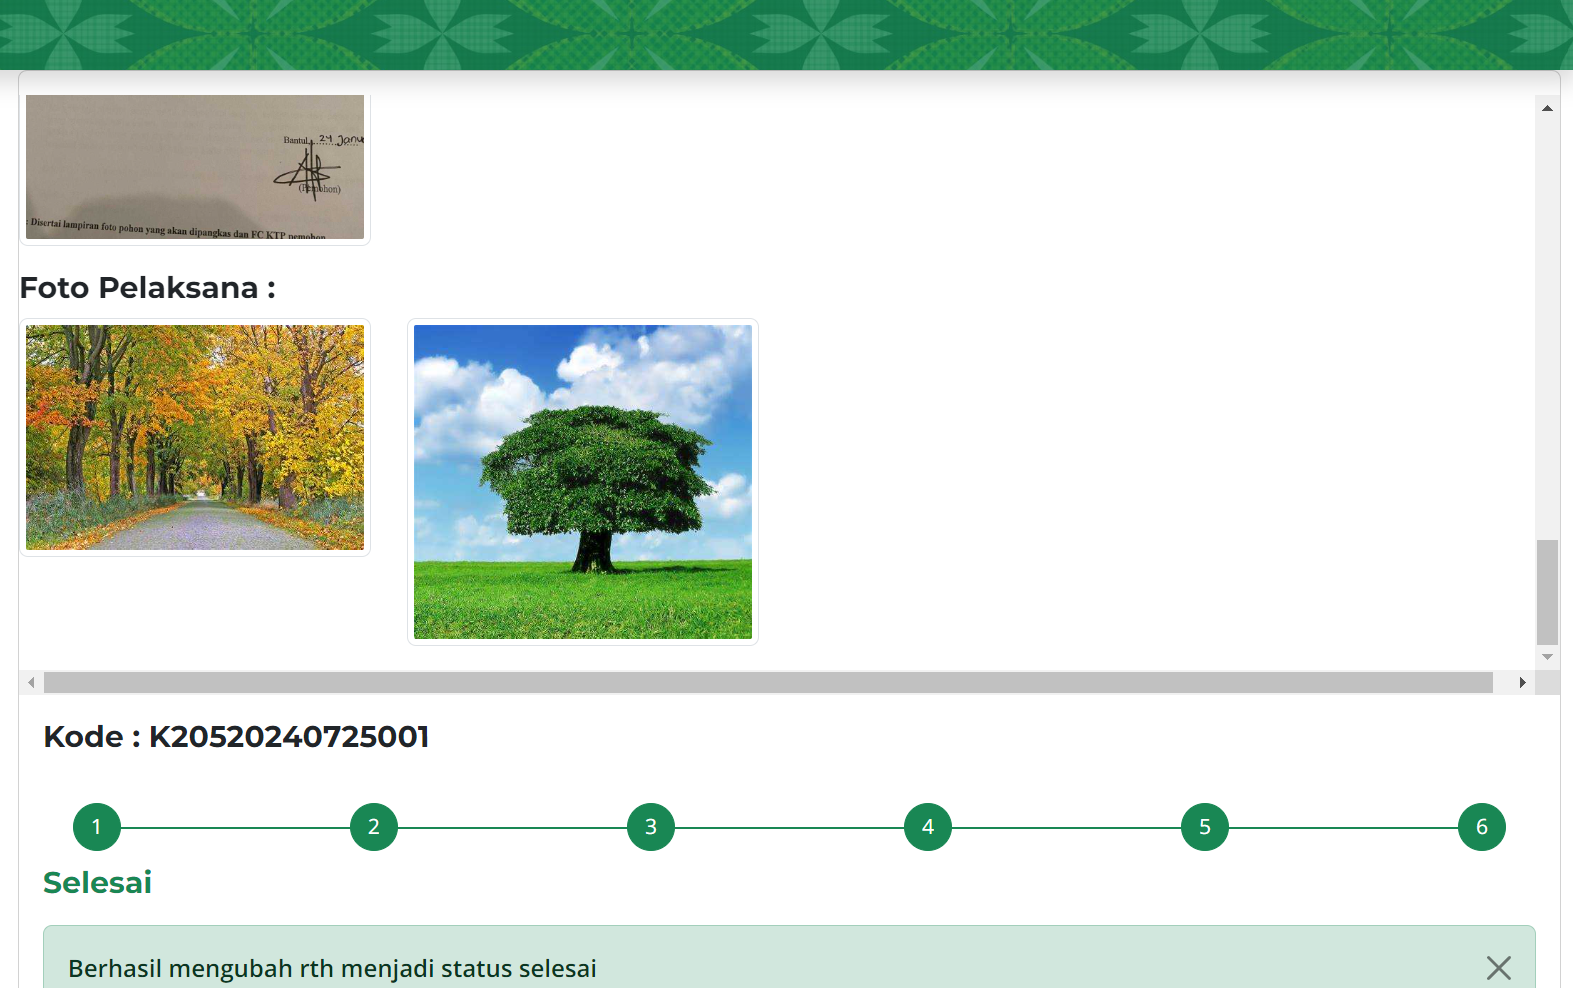 Bantul, 24 Janu
(Pemohon)
: Disertai lampiran foto pohon yang akan dipangkas dan FC KTP pemohon
Foto Pelaksana :
Kode : K20520240725001
1 2 3 4 5 6
Selesai
Berhasil mengubah rth menjadi status selesai